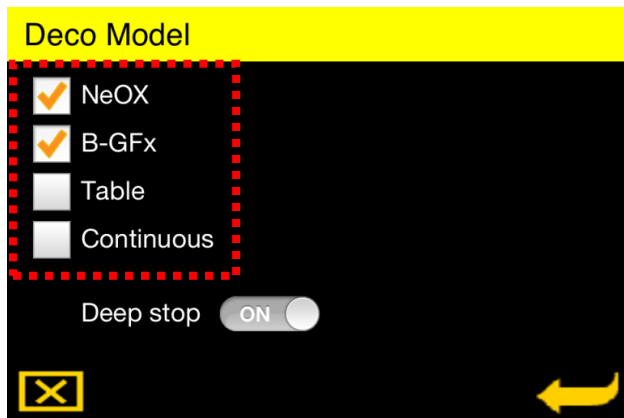 Deco Model
NeOX
B-GFx
Table
Continuous
Deep stop ON